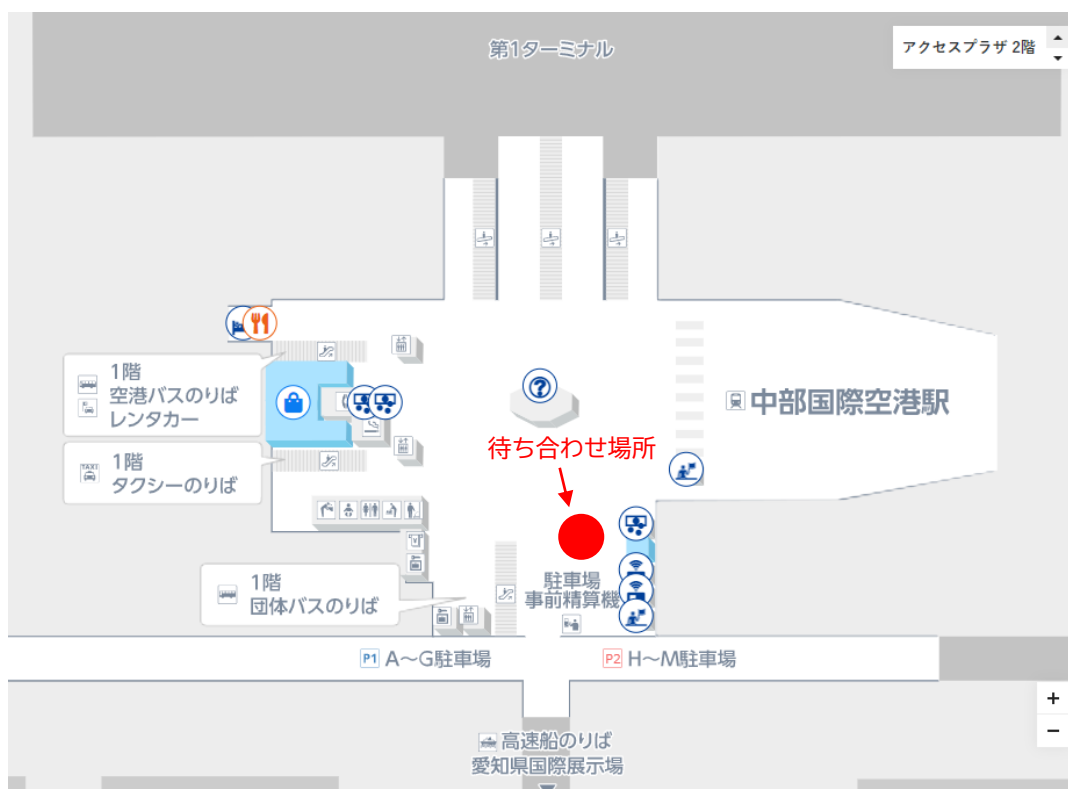 第1ターミナル
アクセスプラザ 2階
1階
空港バスのりば
レンタカー
中部国際空港駅
待ち合わせ場所
1階
タクシーのりば
駐車場
事前精算機
1階
団体バスのりば
P1 A～G駐車場
P2 H～M駐車場
高速船のりば
愛知県国際展示場
+
−
TAXI
?